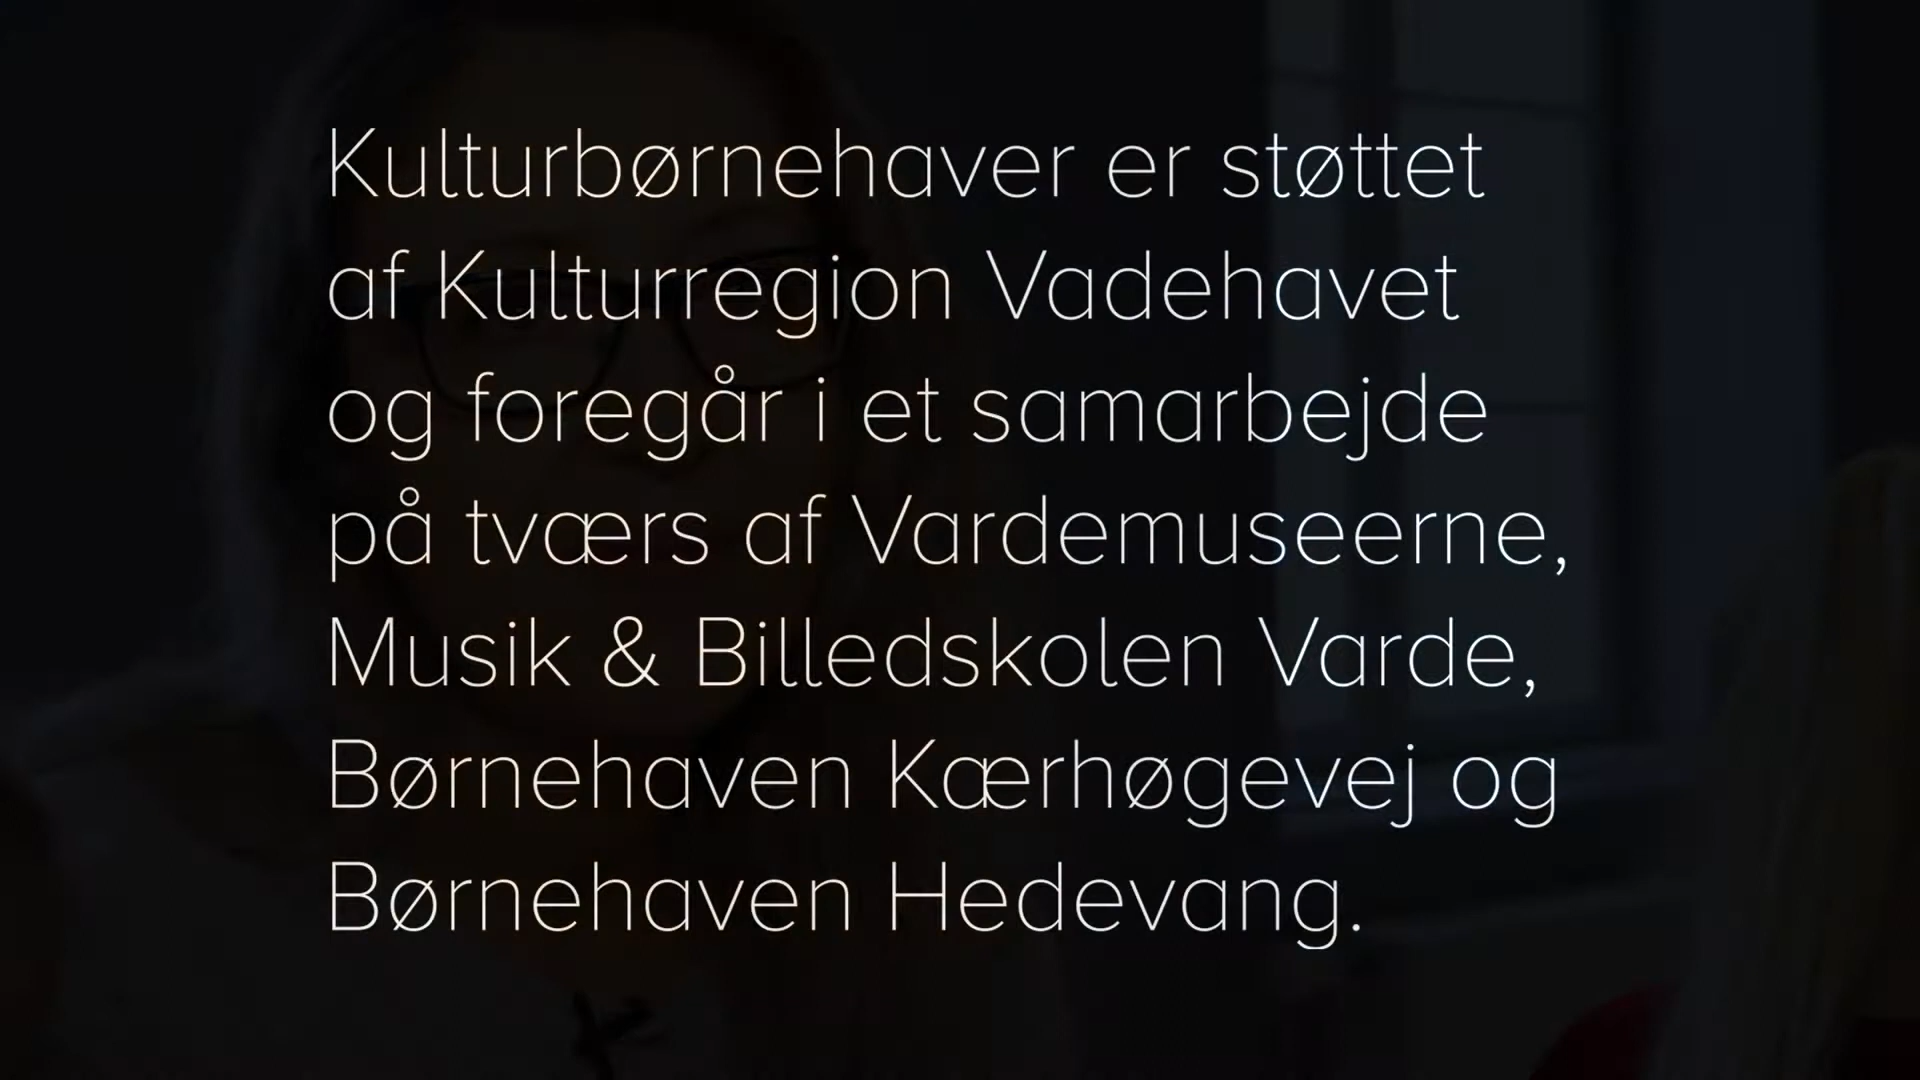 Kulturbørnehaver er støttet
af Kulturregion Vadehavet
og foregår i et samarbejde
på tværs af Vardemuseerne,
Musik & Billedskolen Varde,
Børnehaven Kærhøgevej og
Børnehaven Hedevang.